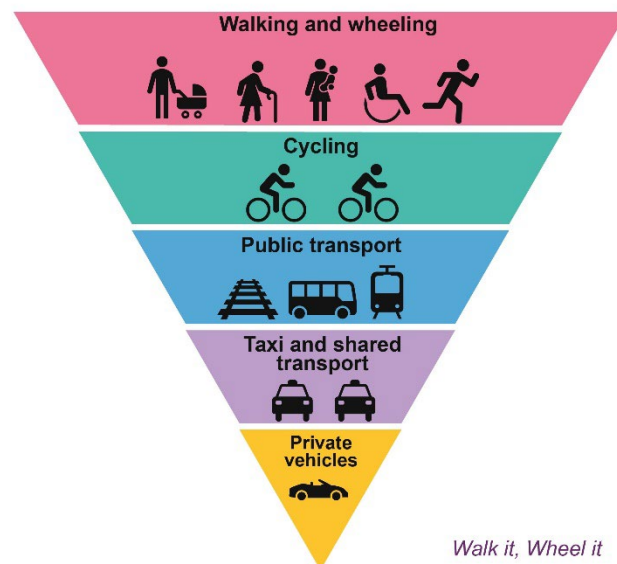 Walking and wheeling
Cycling
Public transport
Taxi and shared
transport
Private
vehicles
Walk it, Wheel it